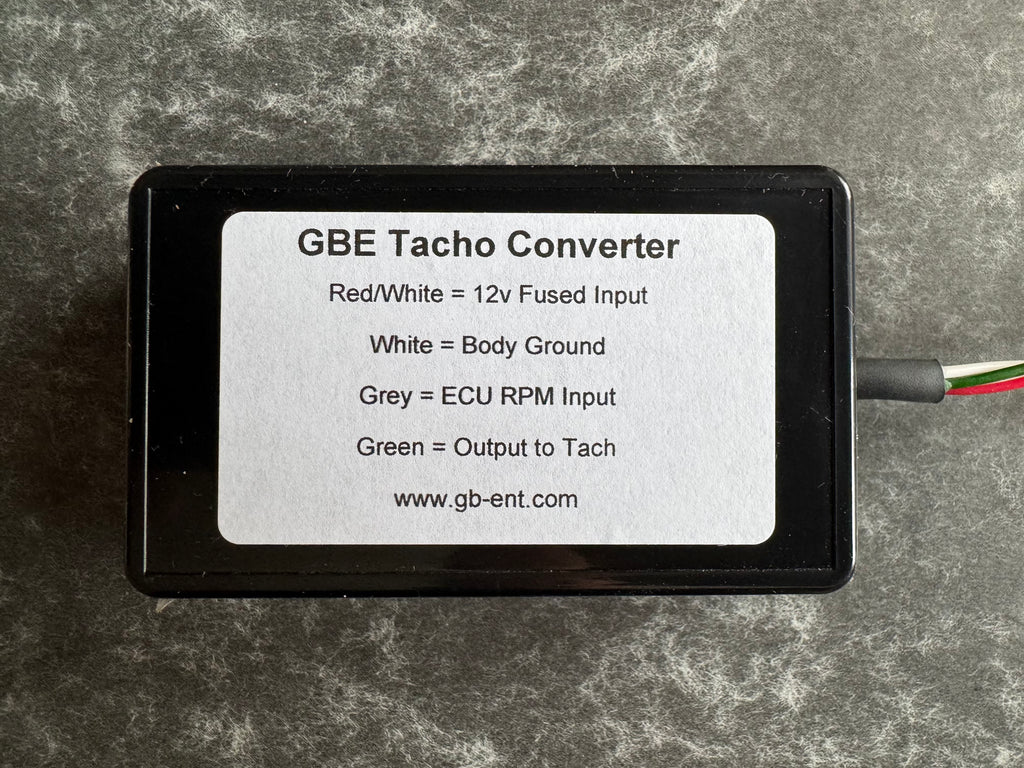 GBE Tacho Converter
Red/White = 12v Fused Input
White = Body Ground
Grey = ECU RPM Input
Green = Output to Tach
www.gb-ent.com